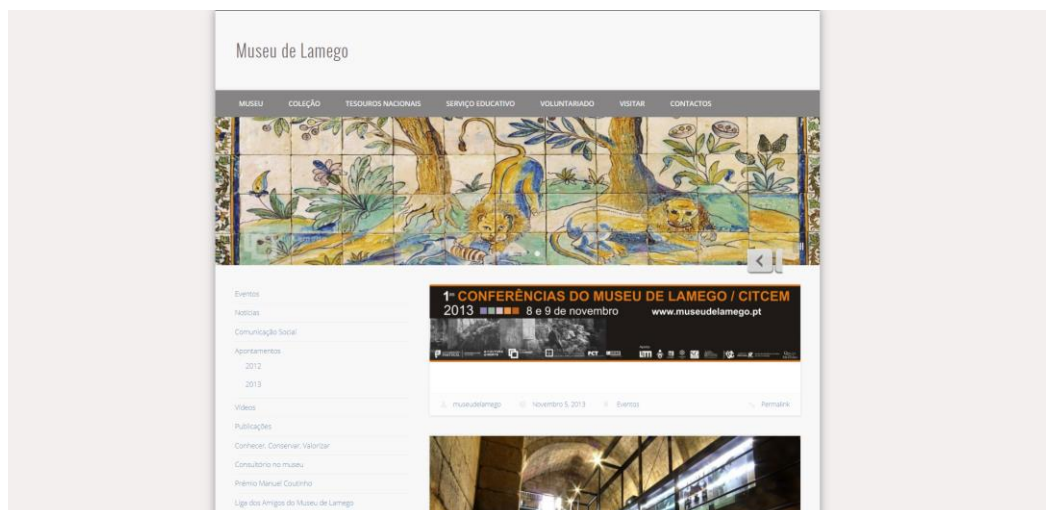 Museu de Lamego
MUSEU COLEÇÃO TESOUROS NACIONAIS SERVIÇO EDUCATIVO VOLUNTARIADO VISITAR CONTACTOS
Eventos
Notícias
Comunicação Social
Apontamentos
2012
2013
Vídeos
Publicações
Conhecer, Conservar, Valorizar
Consultório no museu
Prémio Manuel Coutinho
Liga dos Amigos do Museu de Lamego
1as CONFERÊNCIAS DO MUSEU DE LAMEGO / CITCEM
2013 8 e 9 de novembro www.museudelamego.pt
museudelamego Novembro 5, 2013 Eventos Permalink